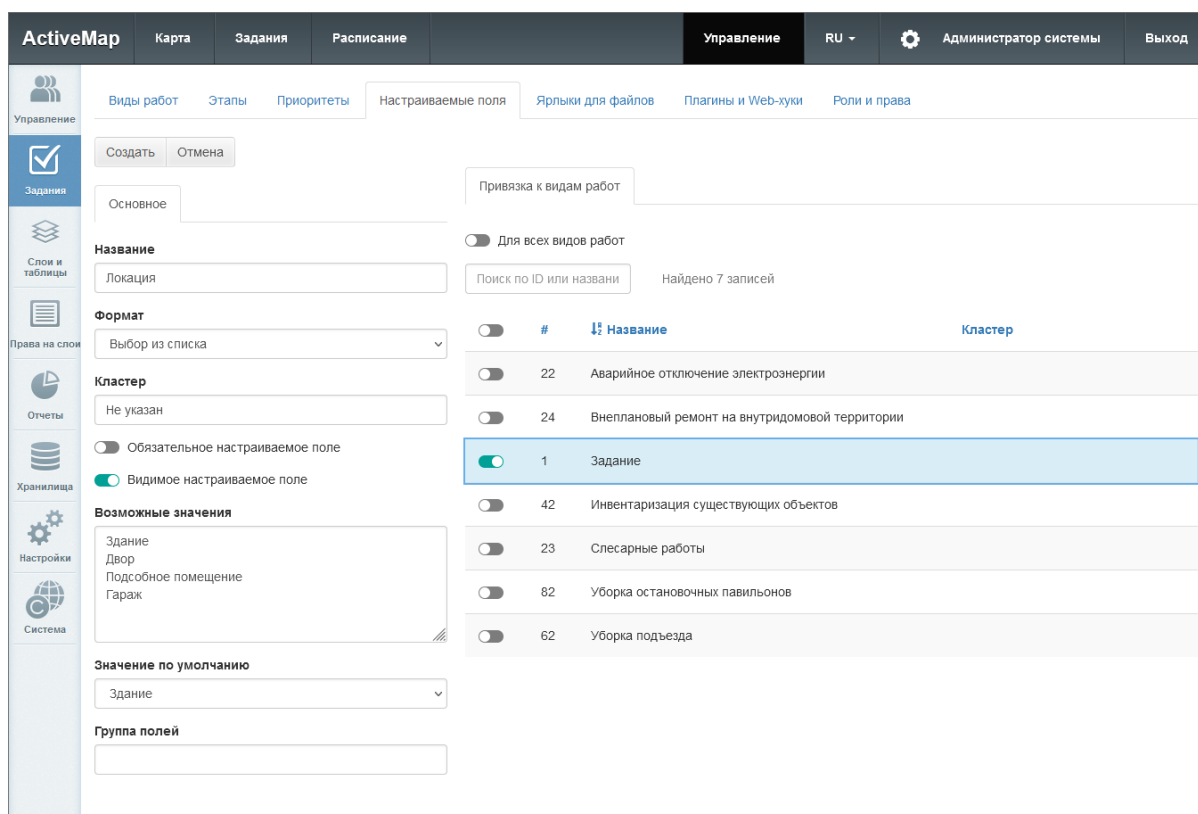 ActiveMap Карта Задания Расписание Управление RU Администратор системы Выход
Управление
Задания
Слои и
таблицы
Права на слои
Отчеты
Хранилища
Настройки
Система
Виды работ Этапы Приоритеты Настраиваемые поля Ярлыки для файлов Плагины и Web-хуки Роли и права
Создать Отмена
Основное
Название
Локация
Формат
Выбор из списка
Кластер
Не указан
Обязательное настраиваемое поле
Видимое настраиваемое поле
Возможные значения
Здание
Двор
Подсобное помещение
Гараж
Значение по умолчанию
Здание
Группа полей
Привязка к видам работ
Для всех видов работ
Поиск по ID или названи Найдено 7 записей
# Название Кластер
22 Аварийное отключение электроэнергии
24 Внеплановый ремонт на внутридомовой территории
1 Задание
42 Инвентаризация существующих объектов
23 Слесарные работы
82 Уборка остановочных павильонов
62 Уборка подъезда